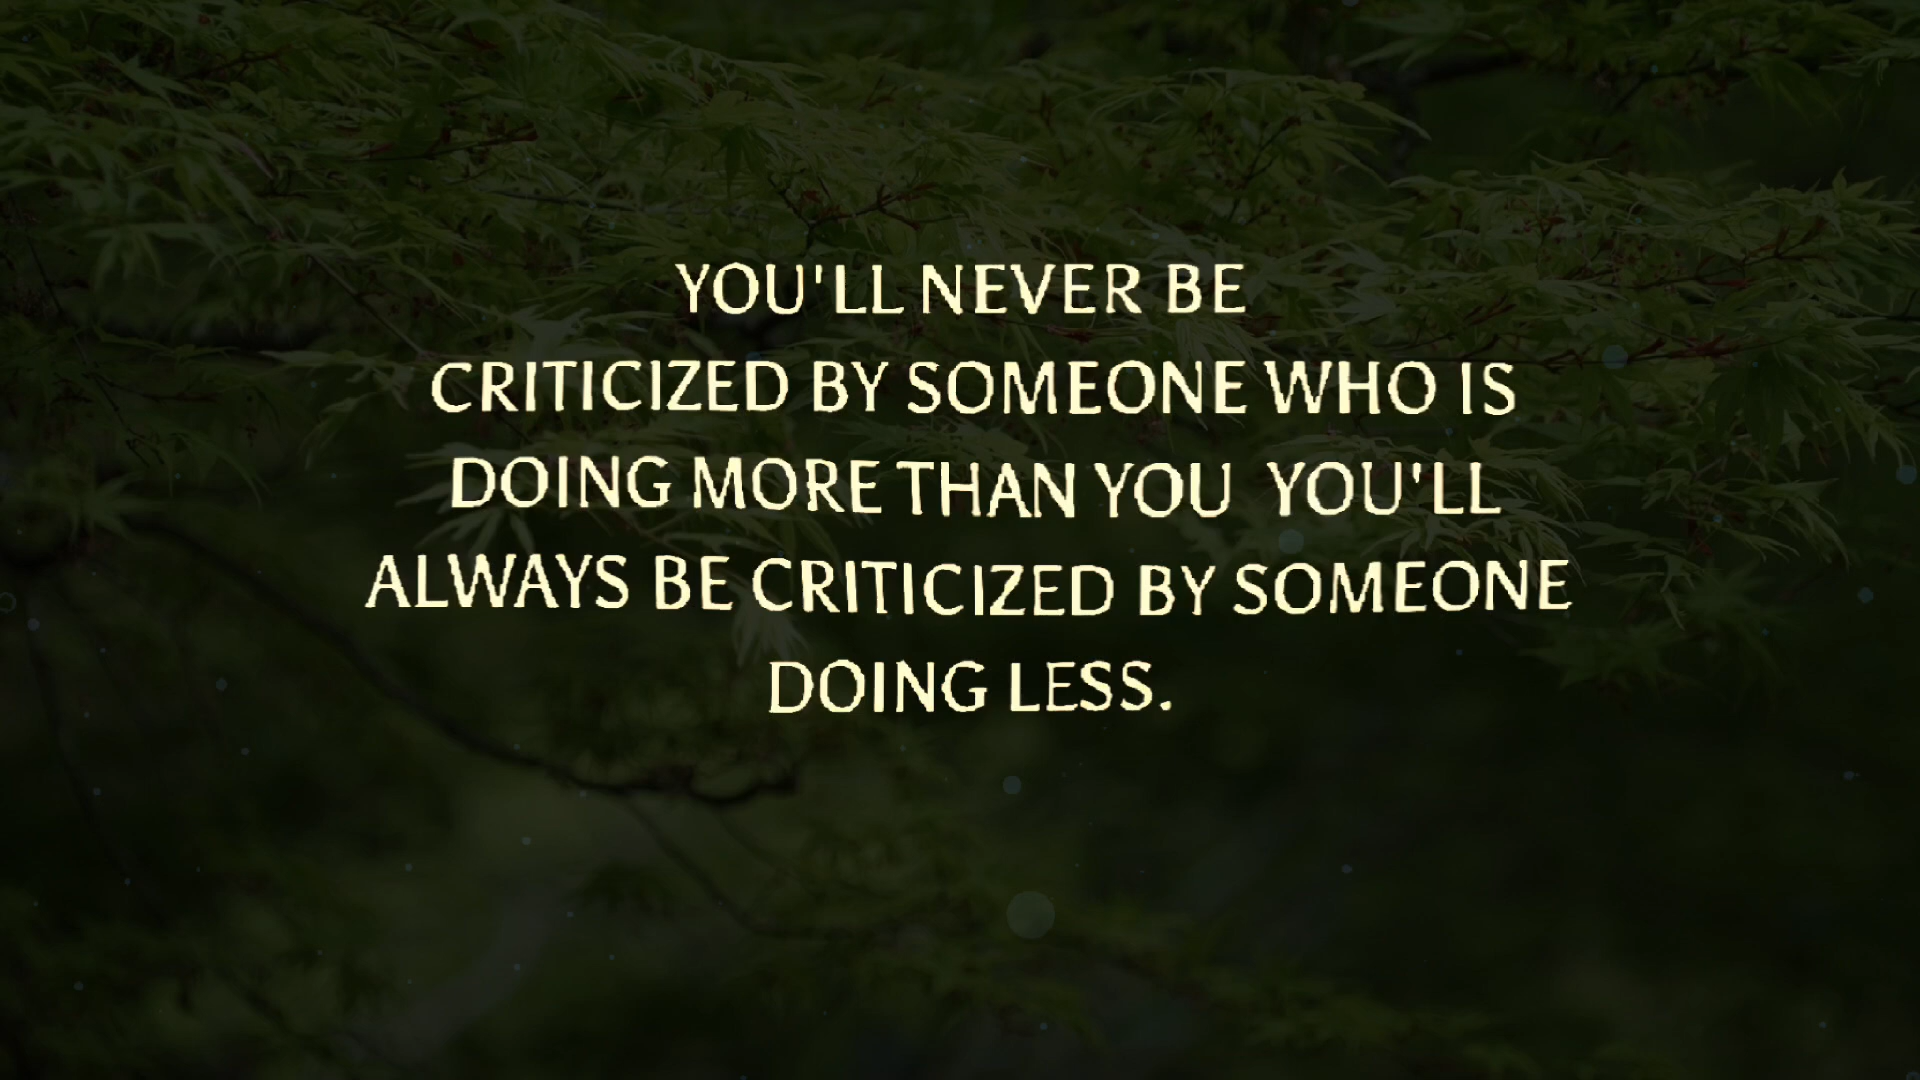 YOU'LL NEVER BE
CRITICIZED BY SOMEONE WHO IS
DOING MORE THAN YOU  YOU'LL
ALWAYS BE CRITICIZED BY SOMEONE
DOING LESS.